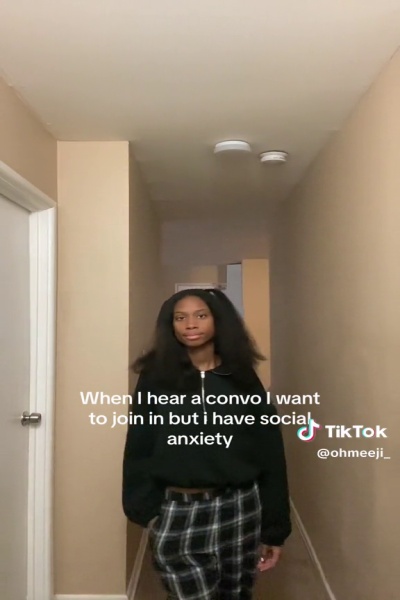 When I hear a convo I want
to join in but i have social
anxiety
TikTok
@ohmeeji_